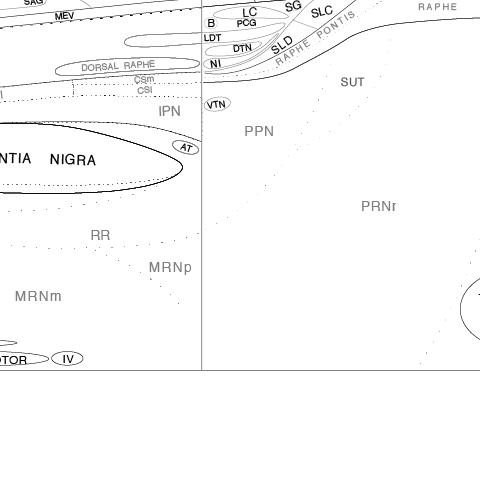 SAG
MEV
B
LC
PCG
SG
SLC
RAPHE
LDT
DTN
SLD
RAPHE PONTIS
DORSAL RAPHE
NI
CSm
CSl
IPN
VTN
SUT
PPN
AT
NTIA NIGRA
PRNr
RR
MRNp
MRNm
OTOR
IV